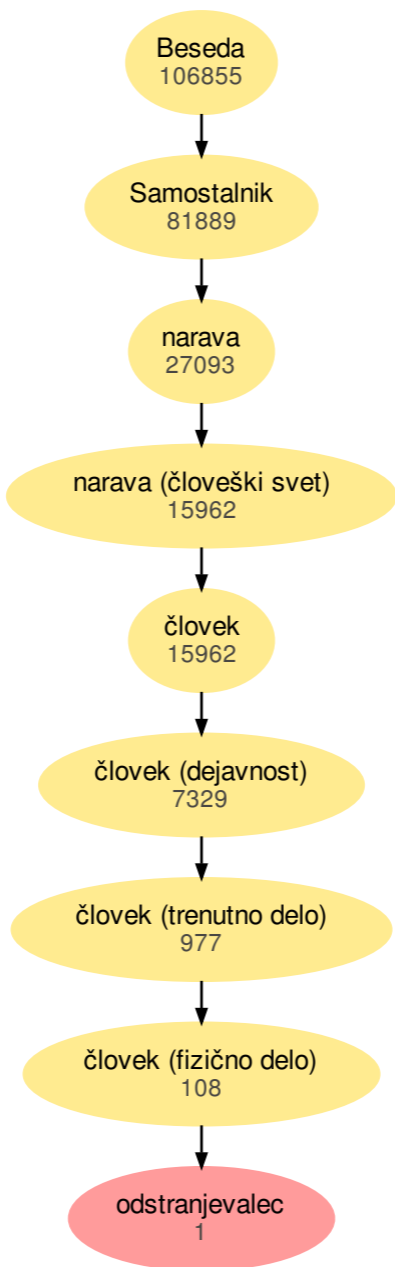 Beseda
106855
Samostalnik
81889
narava
27093
narava (človeški svet)
15962
človek
15962
človek (dejavnost)
7329
človek (trenutno delo)
977
človek (fizično delo)
108
odstranjevalec
1